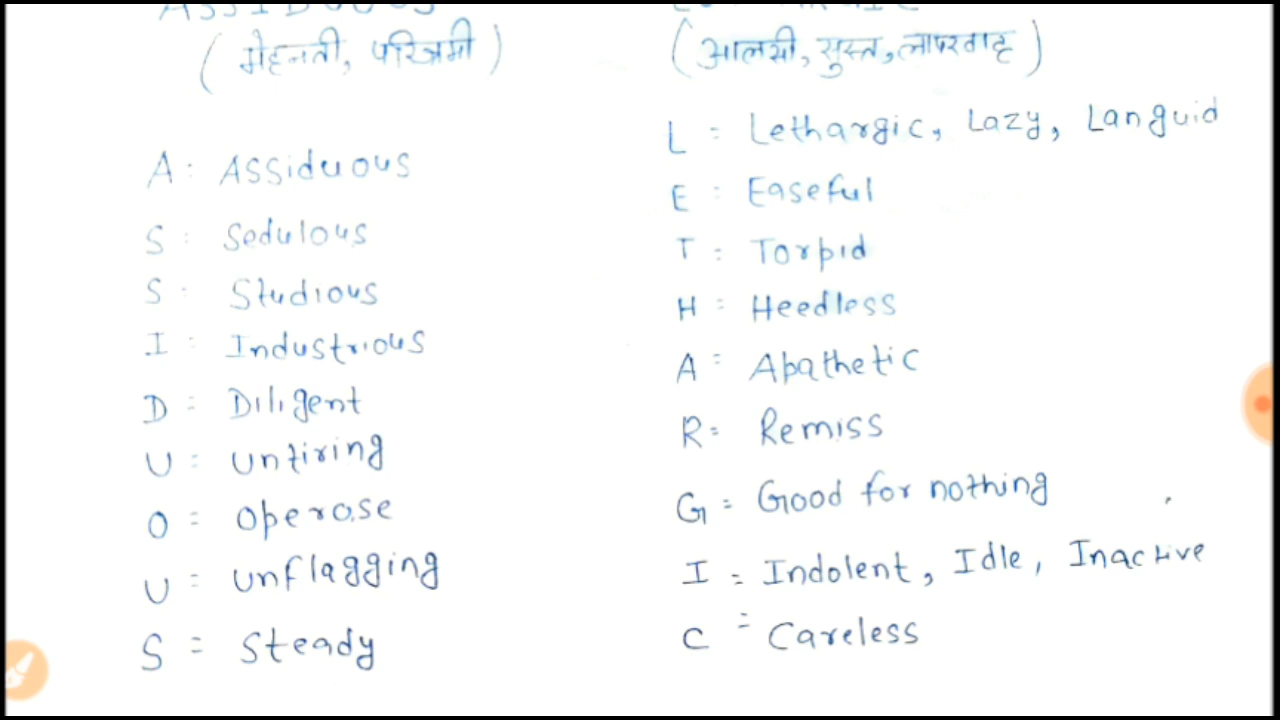 ASSIDUOUS
(मेहनती, परिश्रमी)
A: Assiduous
S: Sedulous
S: Studious
I: Industrious
D= Diligent
U= untiring
O= operose
U= unflagging
S= Steady
(आलसी, सुस्त, लापरवाह)
L= Lethargic, Lazy, Languid
E= Easeful
T= Torpid
H= Heedless
A= Apathetic
R= Remiss
G= Good for nothing
I= Indolent, Idle, Inactive
C= Careless